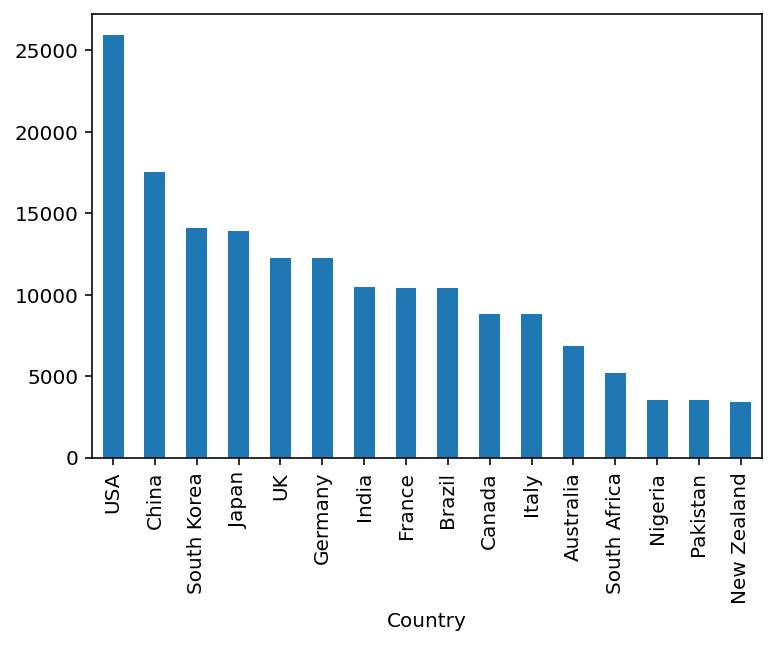 25000
20000
15000
10000
5000
0
USA
China
South Korea
Japan
UK
Germany
India
France
Brazil
Canada
Italy
Australia
South Africa
Nigeria
Pakistan
New Zealand
Country